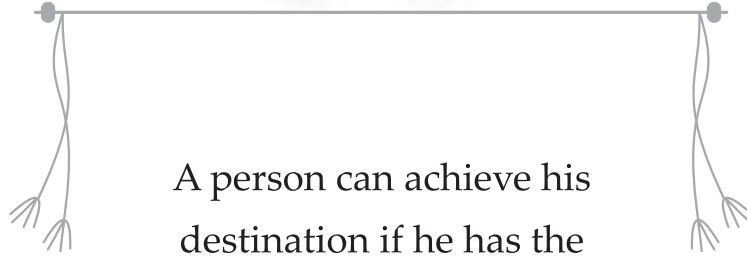 A person can achieve his
destination if he has the